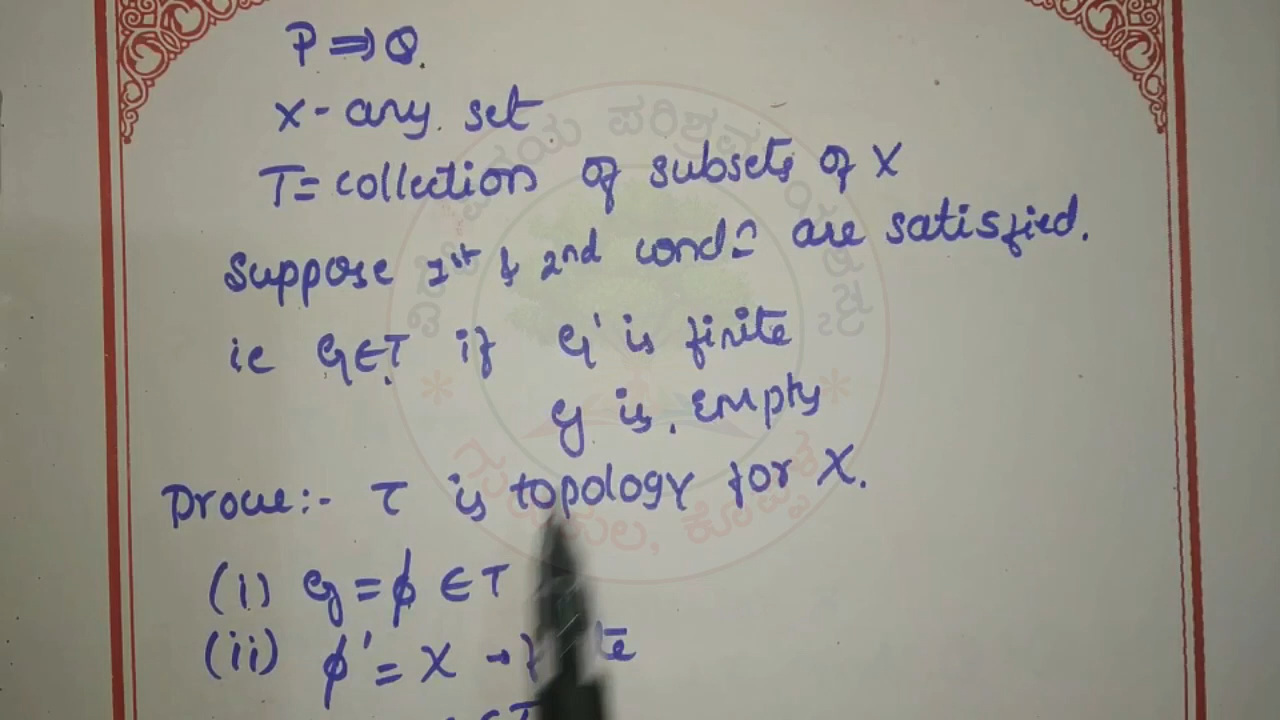 P ⇒ Q.
X - any set
T = collection of subsets of X
Suppose 1st & 2nd condn are satisfied.
ie G ∈ T if G' is finite
G is empty
Prove:- T is topology for X.
(i) G = ϕ ∈ T
(ii) ϕ' = X →
∈ T